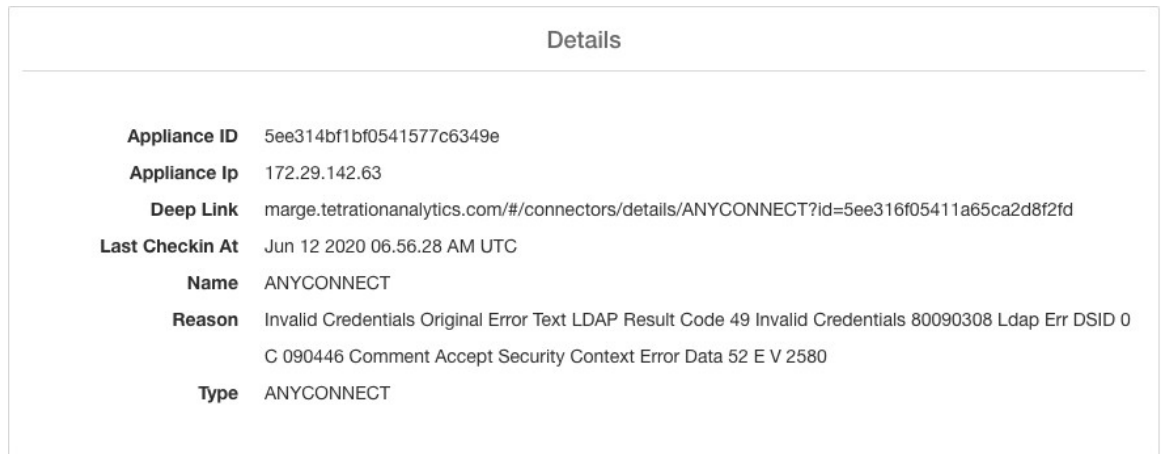 Details
Appliance ID 5ee314bf1bf0541577c6349e
Appliance Ip 172.29.142.63
Deep Link marge.tetrationanalytics.com/#/connectors/details/ANYCONNECT?id=5ee316f05411a65ca2d8f2fd
Last Checkin At Jun 12 2020 06.56.28 AM UTC
Name ANYCONNECT
Reason Invalid Credentials Original Error Text LDAP Result Code 49 Invalid Credentials 80090308 Ldap Err DSID 0
C 090446 Comment Accept Security Context Error Data 52 E V 2580
Type ANYCONNECT